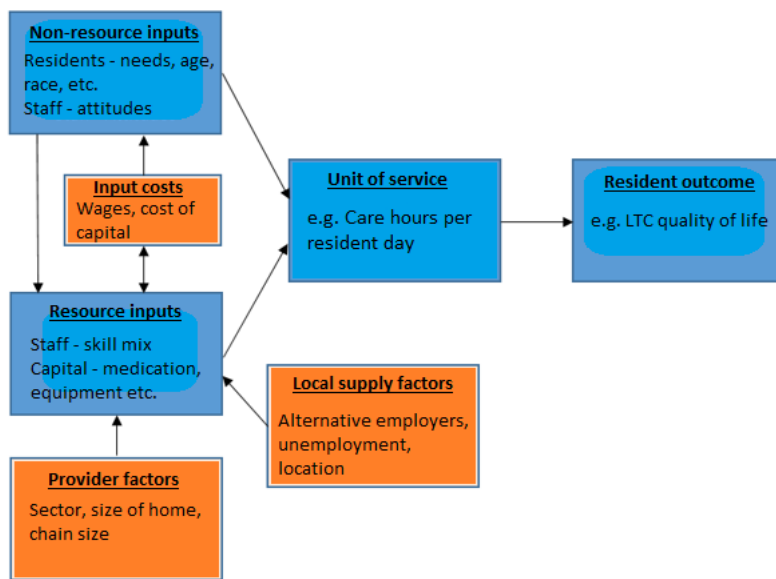 Non-resource inputs
Residents - needs, age,
race, etc.
Staff - attitudes
Input costs
Wages, cost of
capital
Unit of service
e.g. Care hours per
resident day
Resident outcome
e.g. LTC quality of life
Resource inputs
Staff - skill mix
Capital - medication,
equipment etc.
Local supply factors
Alternative employers,
unemployment,
location
Provider factors
Sector, size of home,
chain size